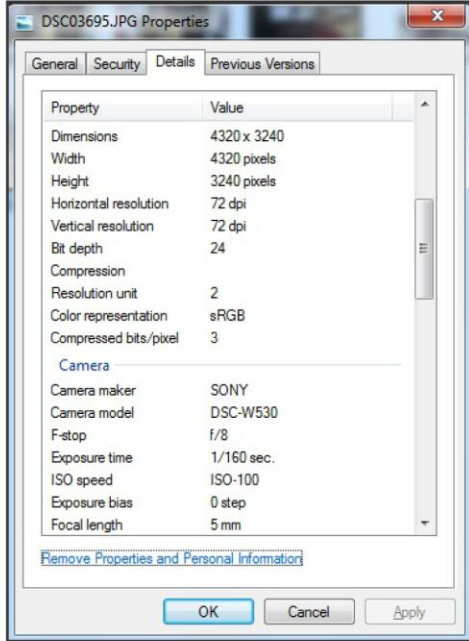 DSC03695.JPG Properties
General Security Details Previous Versions
Property Value
Dimensions 4320 x 3240
Width 4320 pixels
Height 3240 pixels
Horizontal resolution 72 dpi
Vertical resolution 72 dpi
Bit depth 24
Compression
Resolution unit 2
Color representation sRGB
Compressed bits/pixel 3
Camera
Camera maker SONY
Camera model DSC-W530
F-stop f/8
Exposure time 1/160 sec.
ISO speed ISO-100
Exposure bias 0 step
Focal length 5 mm
Remove Properties and Personal Information
OK Cancel Apply